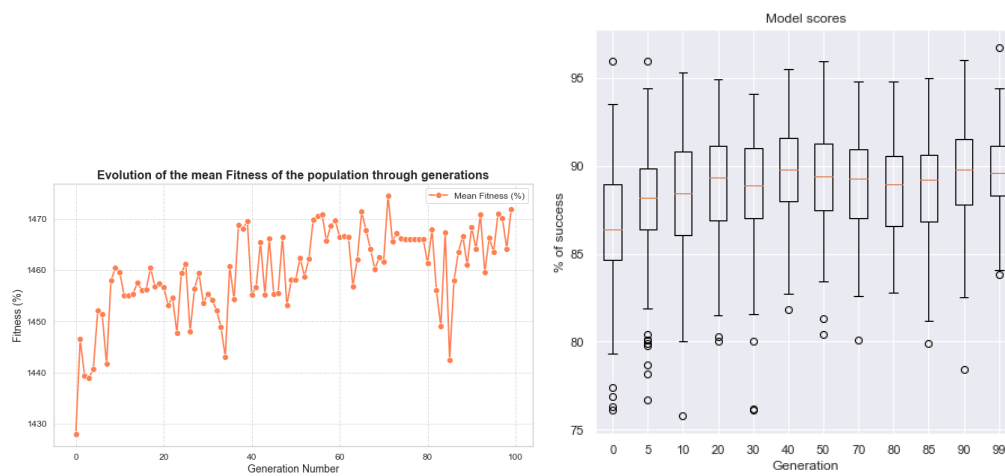 Evolution of the mean Fitness of the population through generations
Mean Fitness (%)
Fitness (%)
1470
1460
1450
1440
1430
0 20 40 60 80 100
Generation Number
Model scores
% of success
95
90
85
80
75
0 5 10 20 30 40 50 70 80 85 90 99
Generation